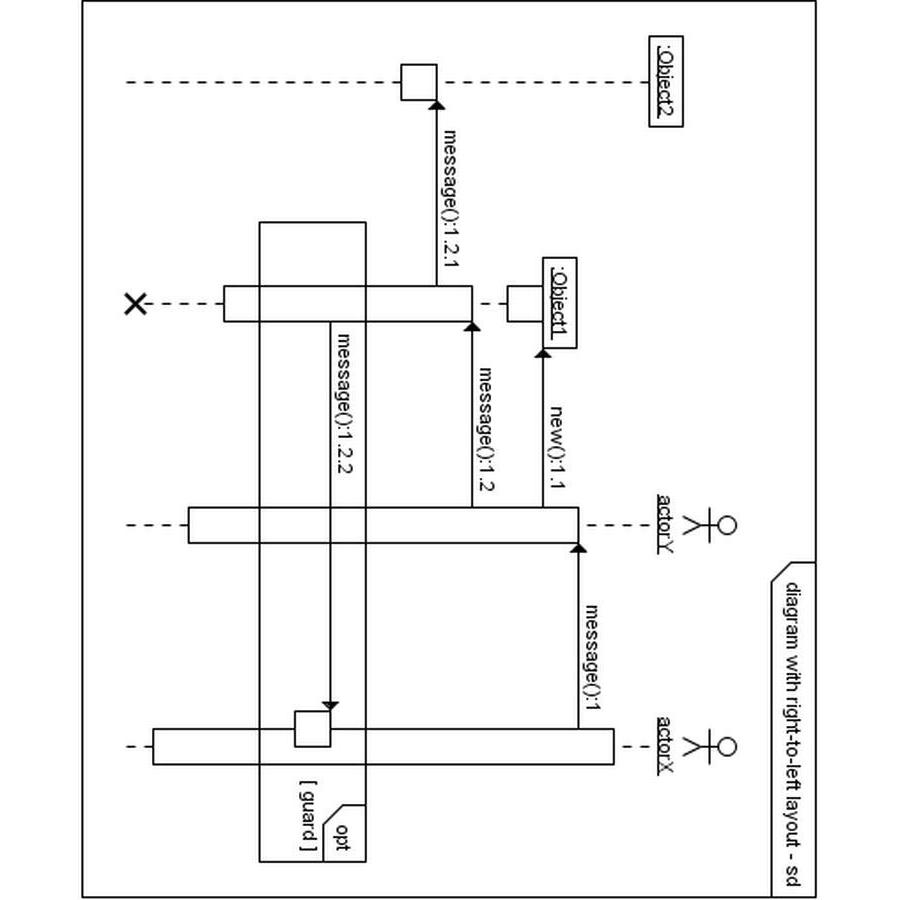 diagram with right-to-left layout - sd
:Object2
actorY
actorX
:Object1
message():1
new():1.1
message():1.2
message():1.2.1
message():1.2.2
opt
[ guard ]